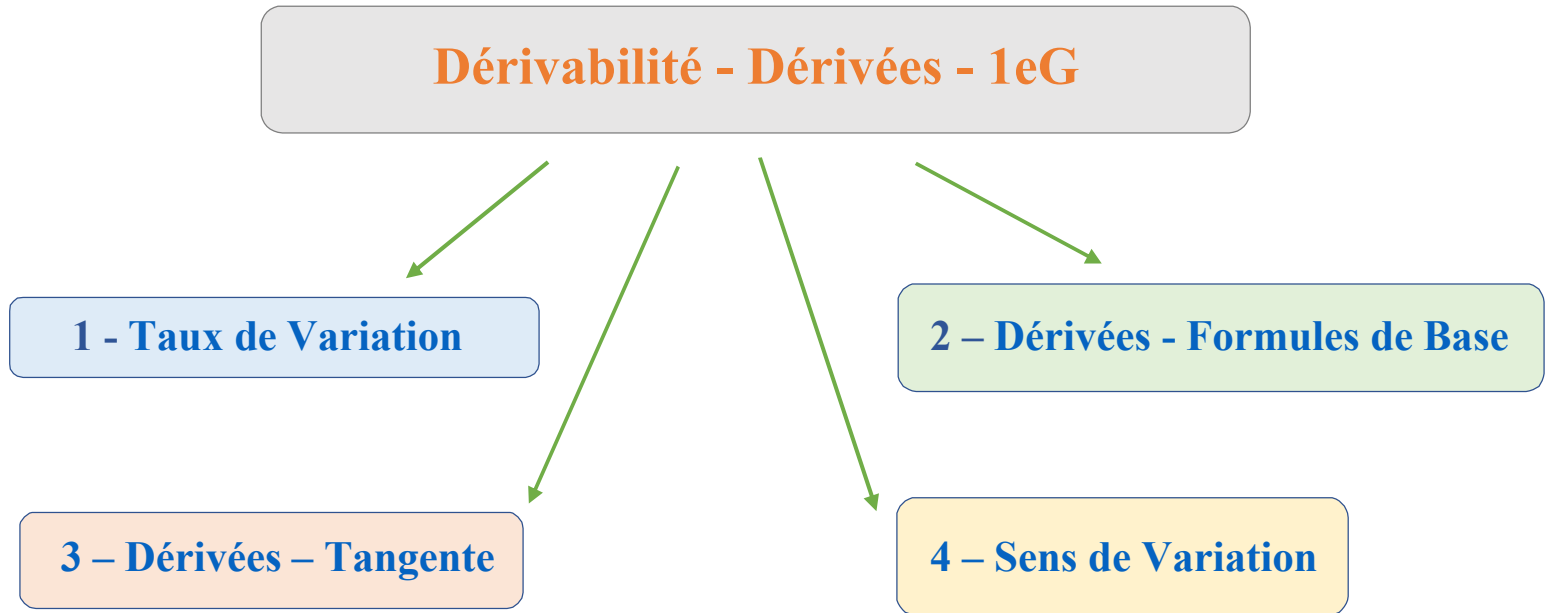 Dérivabilité - Dérivées - 1eG
1 - Taux de Variation
2 – Dérivées - Formules de Base
3 – Dérivées – Tangente
4 – Sens de Variation